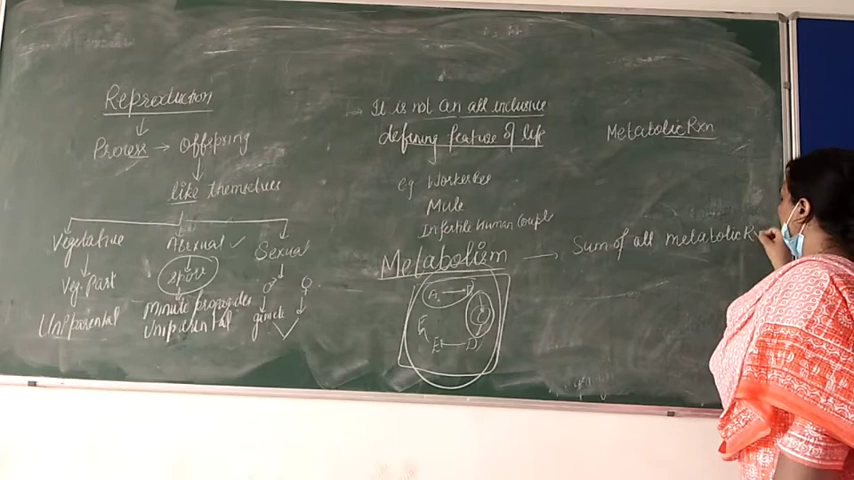 Reproduction
Process → Offspring
like themselves
Vegetative
Asexual ✓
Sexual
Veg. Part
spore
♂ ♀
Uniparental
Minute propagules
Uniparental
gamete
It is not an all inclusive
defining feature of life
eg Worker bee
Mule
Infertile Human Couple
Metabolism → Sum of all metabolic R
A → B
E D
Metabolic Rxn